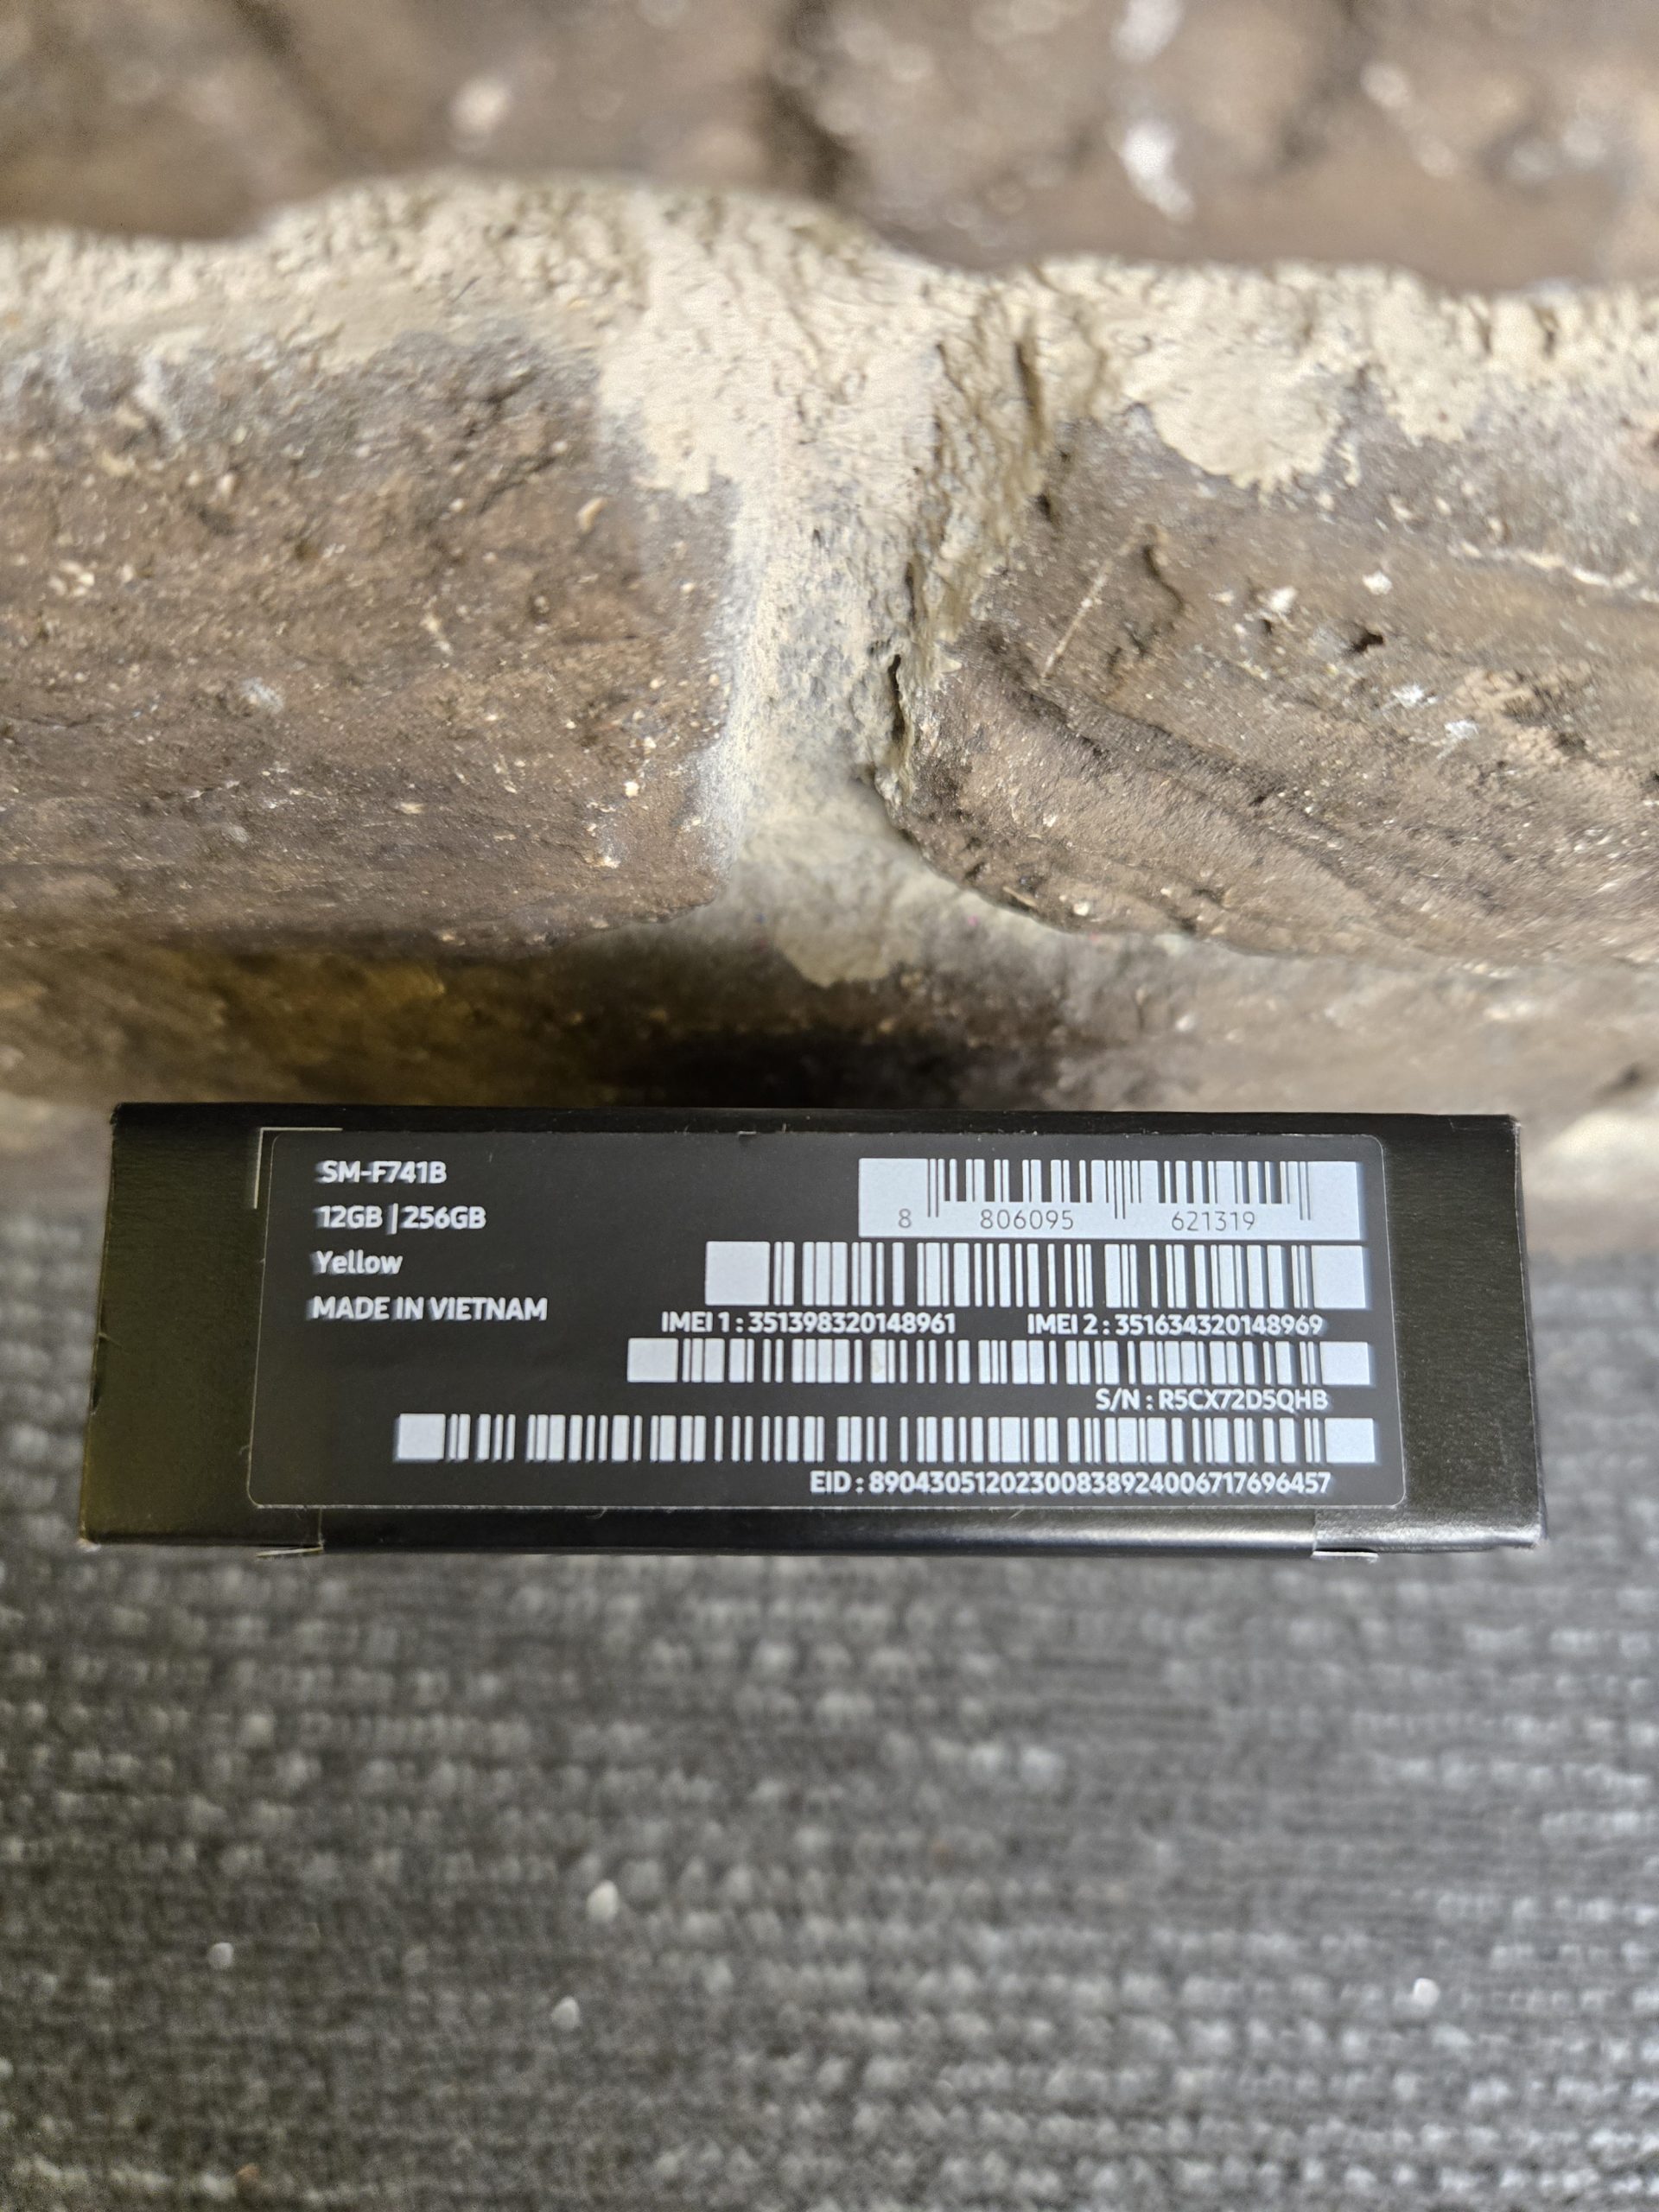 SM-F741B
12GB | 256GB
Yellow
MADE IN VIETNAM
8 806095 621319
IMEI 1 : 351398320148961 IMEI 2 : 351634320148969
S/N : R5CX72D5QHB
EID : 89043051202300838924006717696457